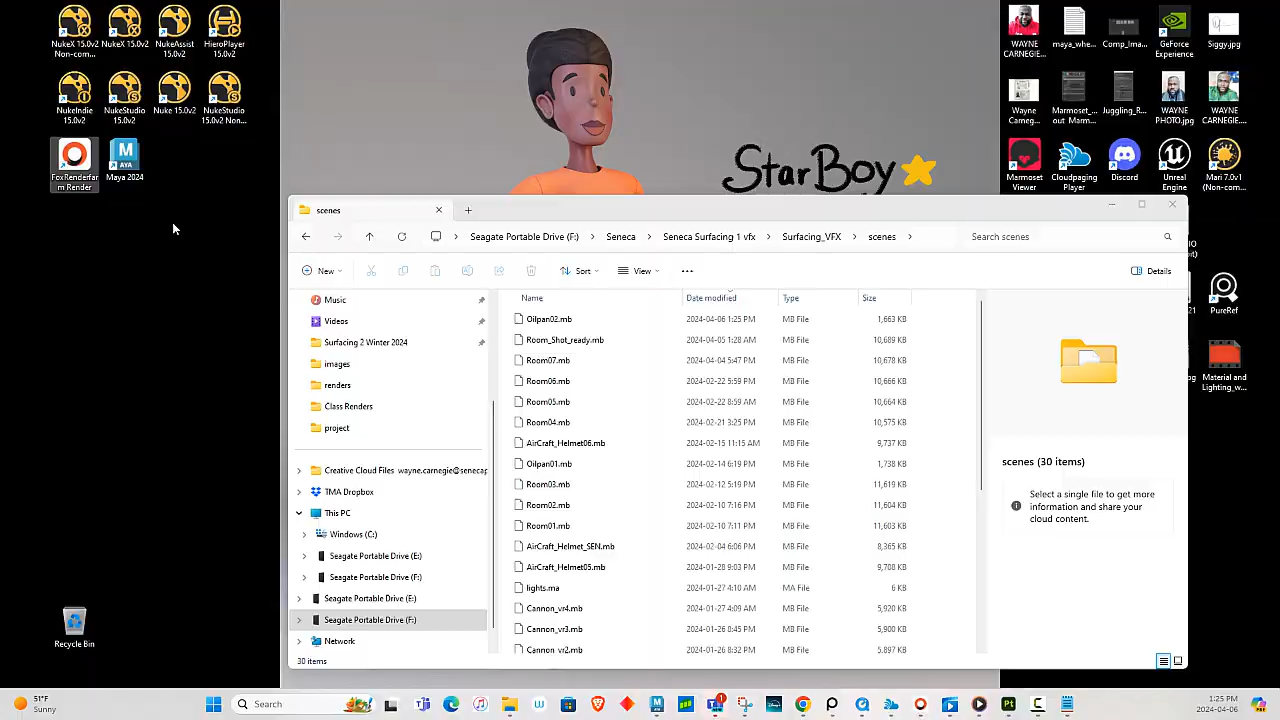 NukeX 15.0v2 Non-com...
NukeX 15.0v2
NukeAssist 15.0v2
HieroPlayer 15.0v2
NukeIndie 15.0v2
NukeStudio 15.0v2
Nuke 15.0v2
NukeStudio 15.0v2 Non...
FoxRenderfarm Render
Maya 2024
Recycle Bin
StarBoy
WAYNE CARNEGIE...
maya_whe...
Comp_Ima...
GeForce Experience
Siggy.jpg
Wayne Carneg...
Marmoset_out_Marm...
Juggling_R...
WAYNE PHOTO.jpg
WAYNE CARNEGIE...
Marmoset Viewer
Cloudpaging Player
Discord
Unreal Engine
Mari 7.0v1 (Non-com...
PureRef
Material and Lighting_w...
scenes
Seagate Portable Drive (F:) > Seneca > Seneca Surfacing 1 vfx > Surfacing_VFX > scenes >
Search scenes
New
Sort
View
Details
Music
Videos
Surfacing 2 Winter 2024
images
renders
Class Renders
project
Creative Cloud Files wayne.carnegie@senecap
TMA Dropbox
This PC
Windows (C:)
Seagate Portable Drive (E:)
Seagate Portable Drive (F:)
Seagate Portable Drive (E:)
Seagate Portable Drive (F:)
Network
Name Date modified Type Size
Oilpan02.mb 2024-04-06 1:25 PM MB File 1,663 KB
Room_Shot_ready.mb 2024-04-05 1:28 AM MB File 10,689 KB
Room07.mb 2024-04-04 5:47 PM MB File 10,678 KB
Room06.mb 2024-02-22 5:59 PM MB File 10,666 KB
Room05.mb 2024-02-22 8:59 AM MB File 10,664 KB
Room04.mb 2024-02-21 3:25 PM MB File 10,575 KB
AirCraft_Helmet06.mb 2024-02-15 11:15 AM MB File 9,737 KB
Oilpan01.mb 2024-02-14 6:19 PM MB File 1,738 KB
Room03.mb 2024-02-12 5:19 PM MB File 11,619 KB
Room02.mb 2024-02-10 7:16 PM MB File 11,604 KB
Room01.mb 2024-02-10 7:11 PM MB File 11,603 KB
AirCraft_Helmet_SEN.mb 2024-02-04 6:06 PM MB File 8,365 KB
AirCraft_Helmet05.mb 2024-01-28 9:03 PM MB File 9,708 KB
lights.ma 2024-01-27 4:10 AM MA File 6 KB
Cannon_vr4.mb 2024-01-27 4:09 AM MB File 5,920 KB
Cannon_vr3.mb 2024-01-26 8:45 PM MB File 5,900 KB
Cannon_vr2.mb 2024-01-26 8:32 PM MB File 5,897 KB
scenes (30 items)
Select a single file to get more
information and share your
cloud content.
30 items
51°F
Sunny
Search
1:25 PM
2024-04-06